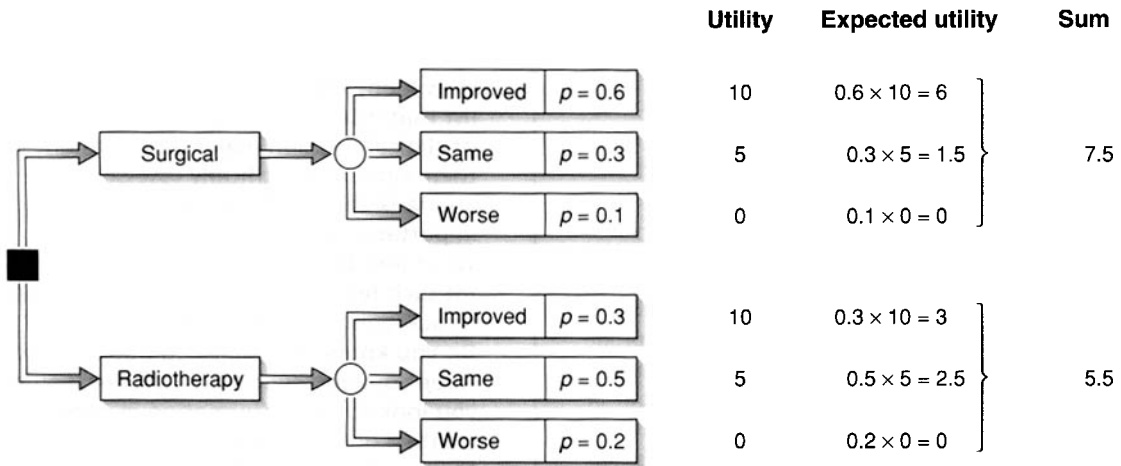 Utility Expected utility Sum
Improved p = 0.6 10 0.6 × 10 = 6
Surgical Same p = 0.3 5 0.3 × 5 = 1.5 7.5
Worse p = 0.1 0 0.1 × 0 = 0
Improved p = 0.3 10 0.3 × 10 = 3
Radiotherapy Same p = 0.5 5 0.5 × 5 = 2.5 5.5
Worse p = 0.2 0 0.2 × 0 = 0